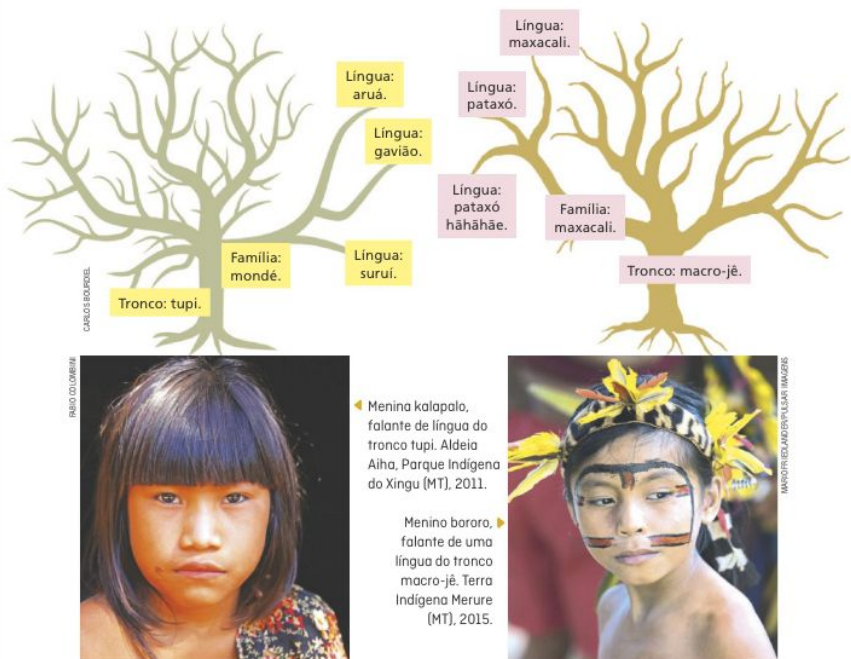 Língua:
aruá.
Língua:
gavião.
Língua:
suruí.
Família:
mondé.
Tronco: tupi.
CARLOS BOURDIEL
Língua:
maxacali.
Língua:
pataxó.
Língua:
pataxó
hãhãhãe.
Família:
maxacali.
Tronco: macro-jê.
FABIO COLOMBINI
Menina kalapalo,
falante de língua do
tronco tupi. Aldeia
Aiha, Parque Indígena
do Xingu (MT), 2011.
Menino bororo,
falante de uma
língua do tronco
macro-jê. Terra
Indígena Merure
(MT), 2015.
MARIO FRIEDLANDER/PULSAR IMAGENS